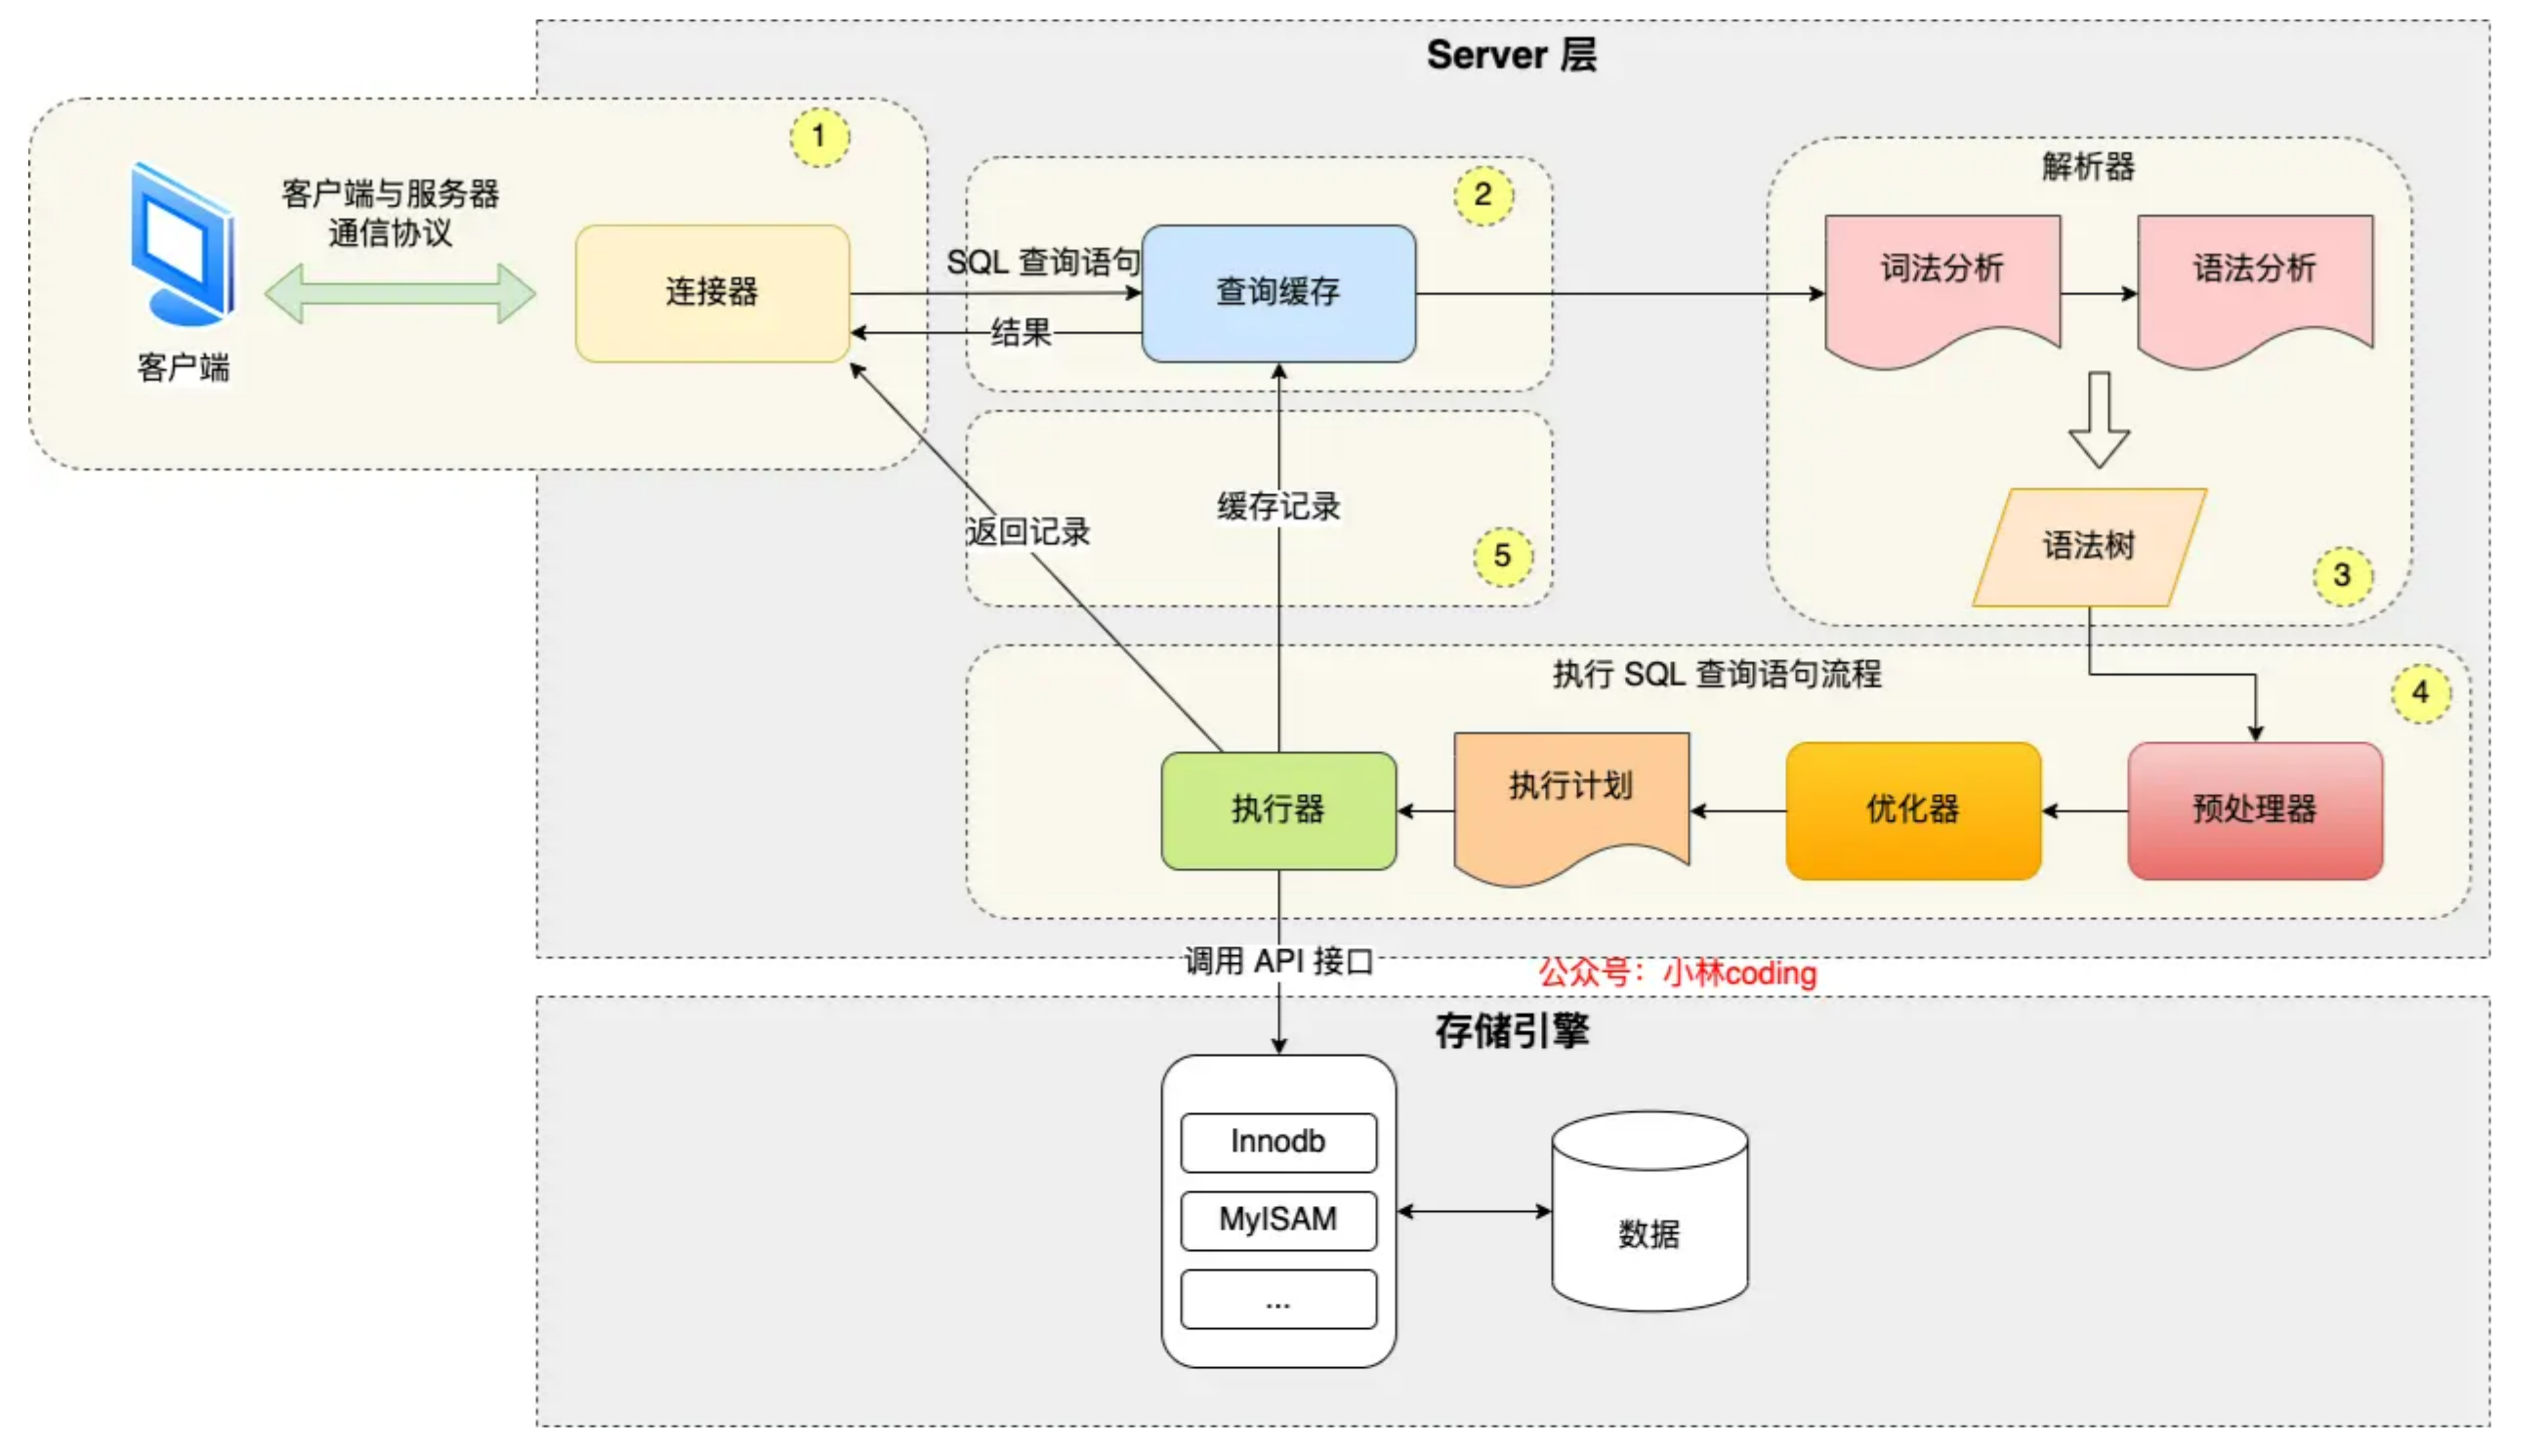 Server 层
1
客户端与服务器
通信协议
客户端
连接器
SQL 查询语句
结果
2
查询缓存
解析器
词法分析
语法分析
语法树
3
返回记录
缓存记录
5
执行 SQL 查询语句流程
4
执行器
执行计划
优化器
预处理器
调用 API 接口
公众号：小林coding
存储引擎
Innodb
MyISAM
...
数据